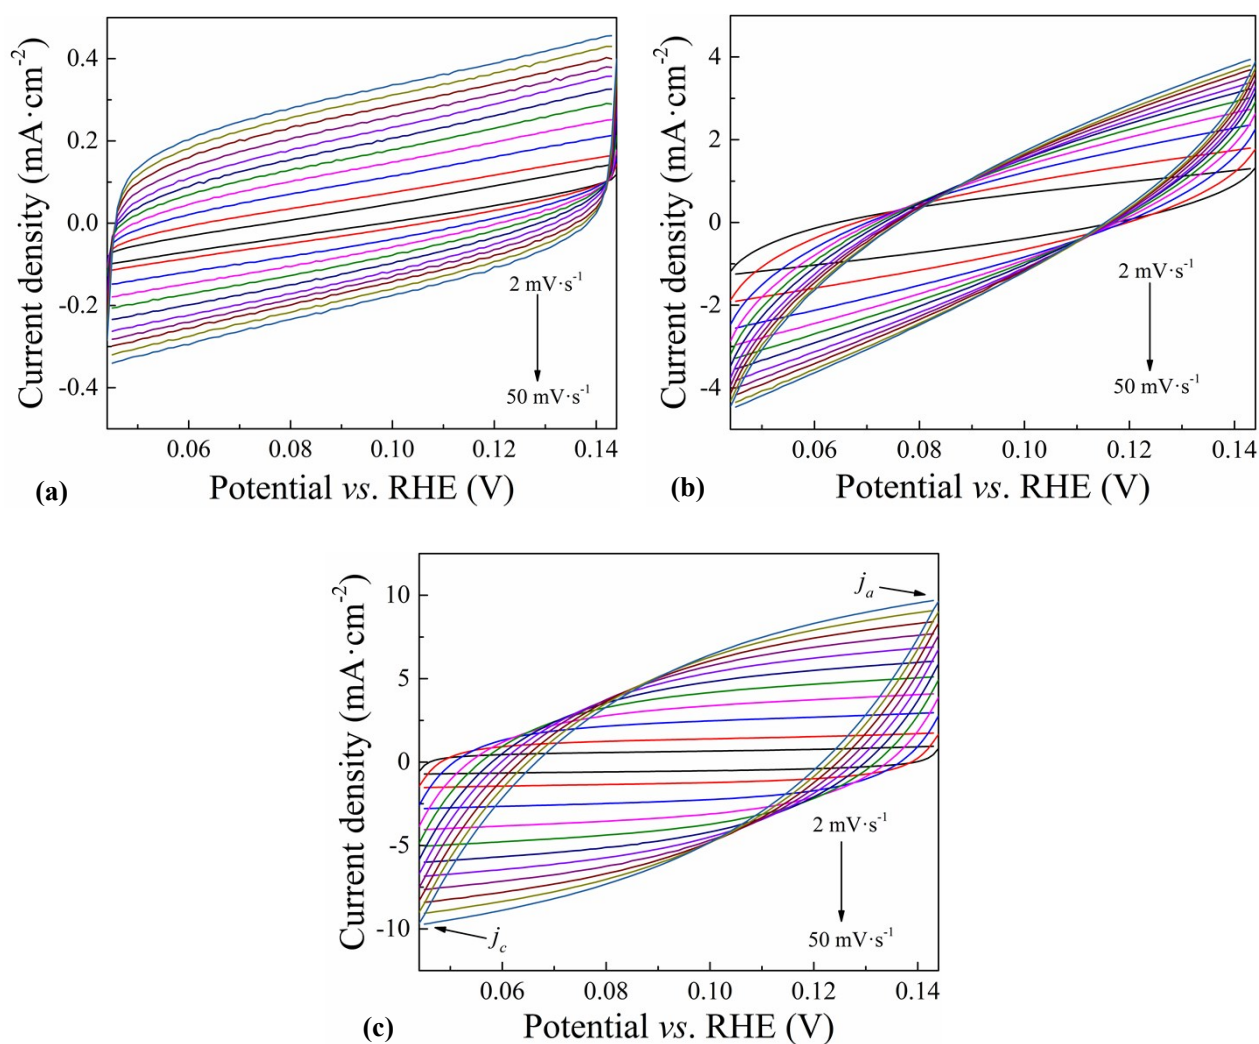 Current density (mA·cm⁻²)
0.4
0.2
0.0
-0.2
-0.4
2 mV·s⁻¹
50 mV·s⁻¹
0.06 0.08 0.10 0.12 0.14
Potential vs. RHE (V)
(a)
Current density (mA·cm⁻²)
4
2
0
-2
-4
2 mV·s⁻¹
50 mV·s⁻¹
0.06 0.08 0.10 0.12 0.14
Potential vs. RHE (V)
(b)
Current density (mA·cm⁻²)
10
5
0
-5
-10
jₐ
j_c
2 mV·s⁻¹
50 mV·s⁻¹
0.06 0.08 0.10 0.12 0.14
Potential vs. RHE (V)
(c)